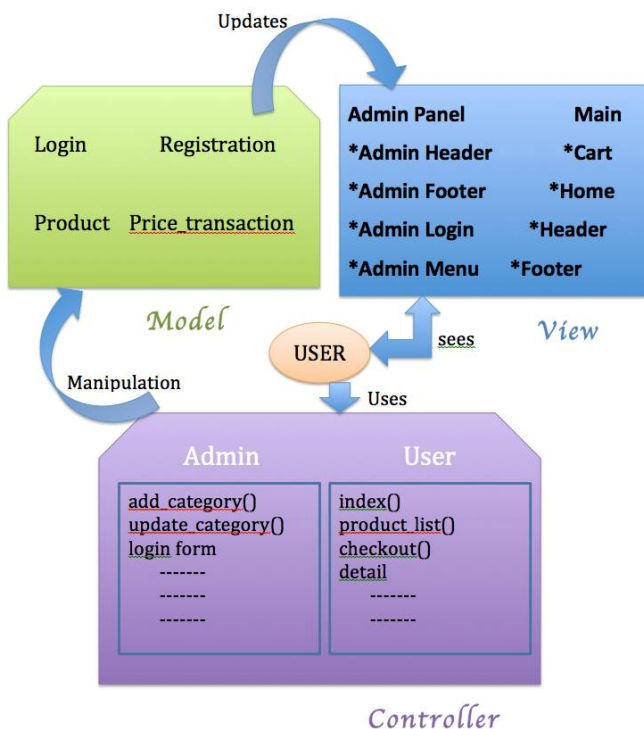 Updates
Admin Panel Main
Login Registration
*Admin Header *Cart
*Admin Footer *Home
Product Price_transaction
*Admin Login *Header
*Admin Menu *Footer
Model
View
USER
sees
Manipulation
Uses
Admin User
add_category() index()
update_category() product_list()
login form checkout()
------- detail
------- -------
------- -------
Controller